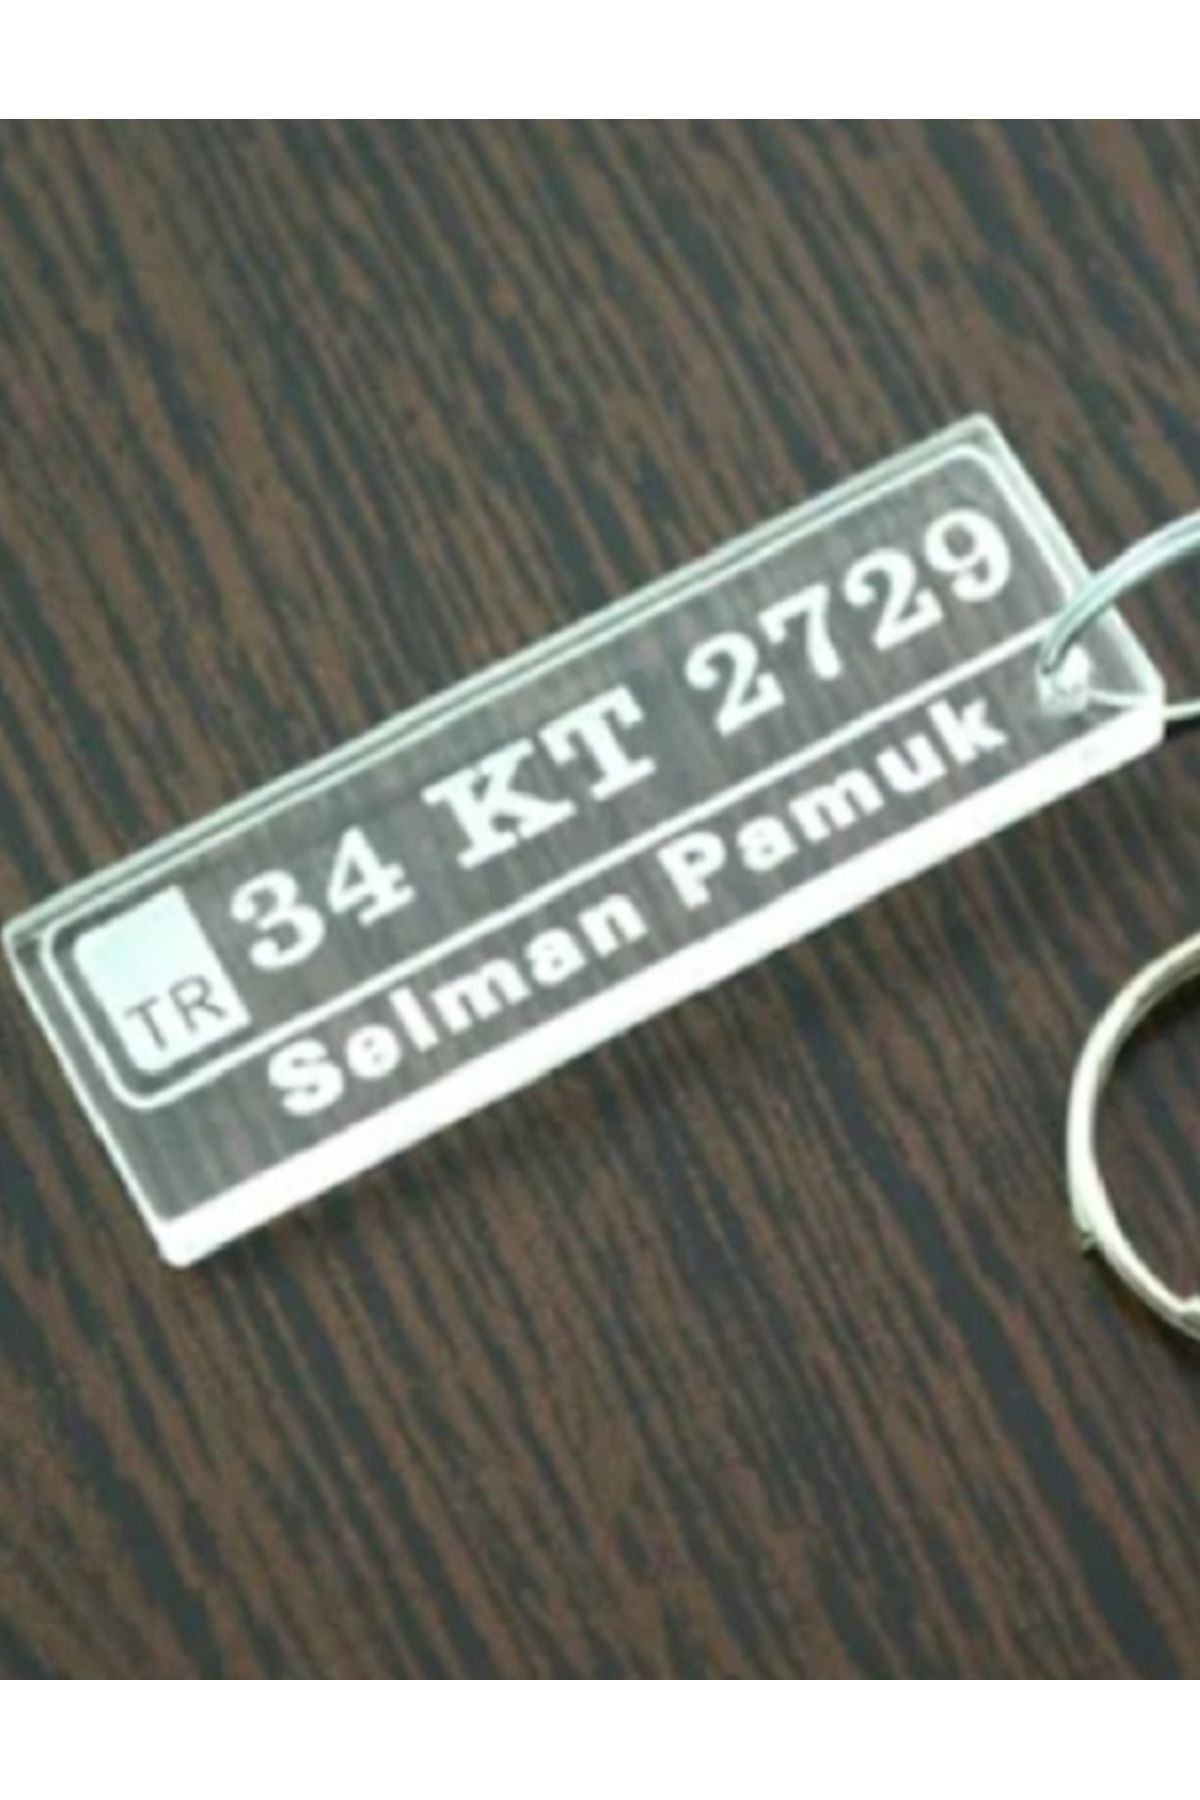 TR 34 KT 2729
Selman Pamuk